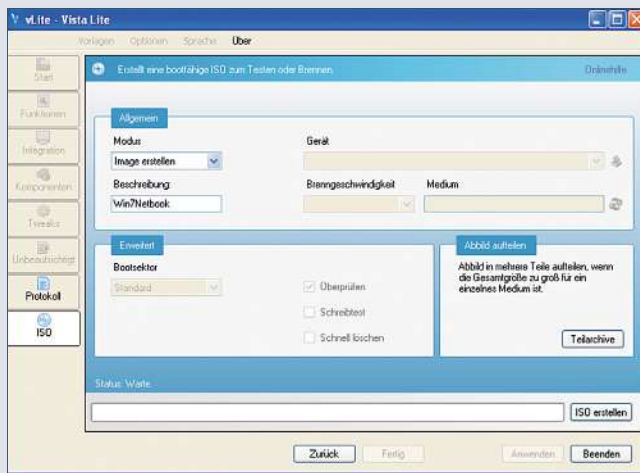 vLite - Vista Lite
Vorlagen Optionen Sprache Über
Start
Funktionen
Integration
Komponenten
Tweaks
Unbeaufsichtigt
Protokoll
ISO
Erstellt eine bootfähige ISO zum Testen oder Brennen.
Onlinehilfe
Allgemein
Modus
Gerät
Image erstellen
Beschreibung:
Brenngeschwindigkeit
Medium
Win7Netbook
Erweitert
Bootsektor
Standard
Überprüfen
Schreibtest
Schnell löschen
Abbild aufteilen
Abbild in mehrere Teile aufteilen, wenn
die Gesamtgröße zu groß für ein
einzelnes Medium ist.
Teilarchive
Status: Warte.
ISO erstellen
Zurück
Fertig
Anwenden
Beenden